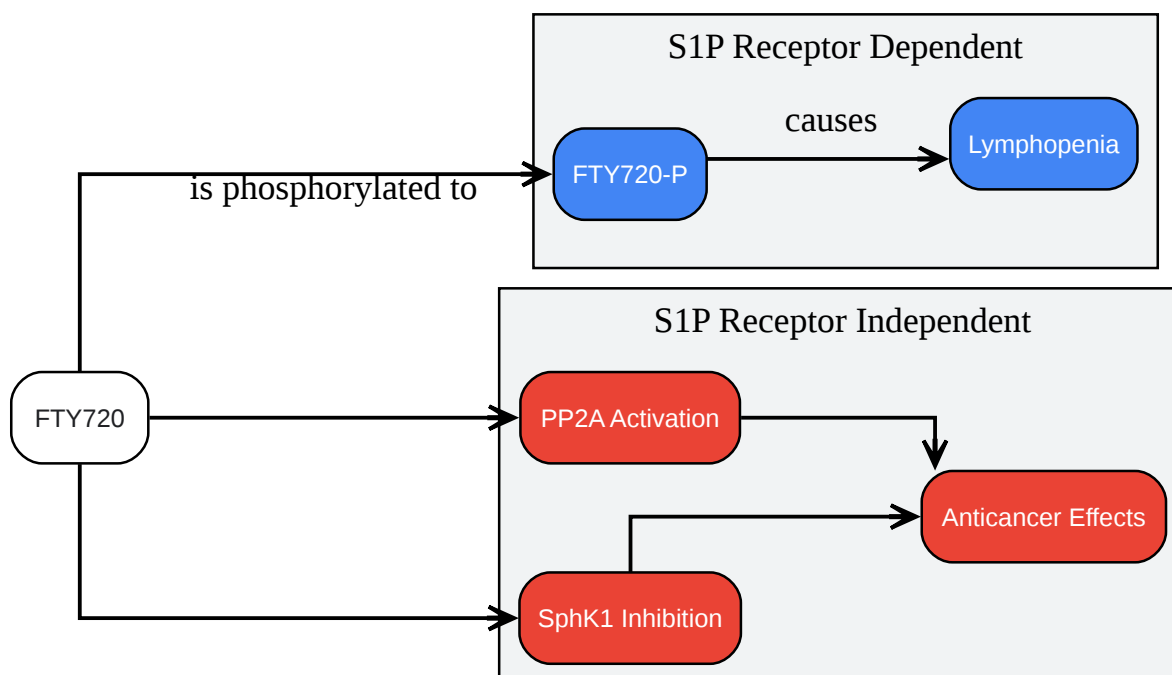 S1P Receptor Dependent
causes
Lymphopenia
FTY720-P
is phosphorylated to
S1P Receptor Independent
FTY720
PP2A Activation
Anticancer Effects
SphK1 Inhibition